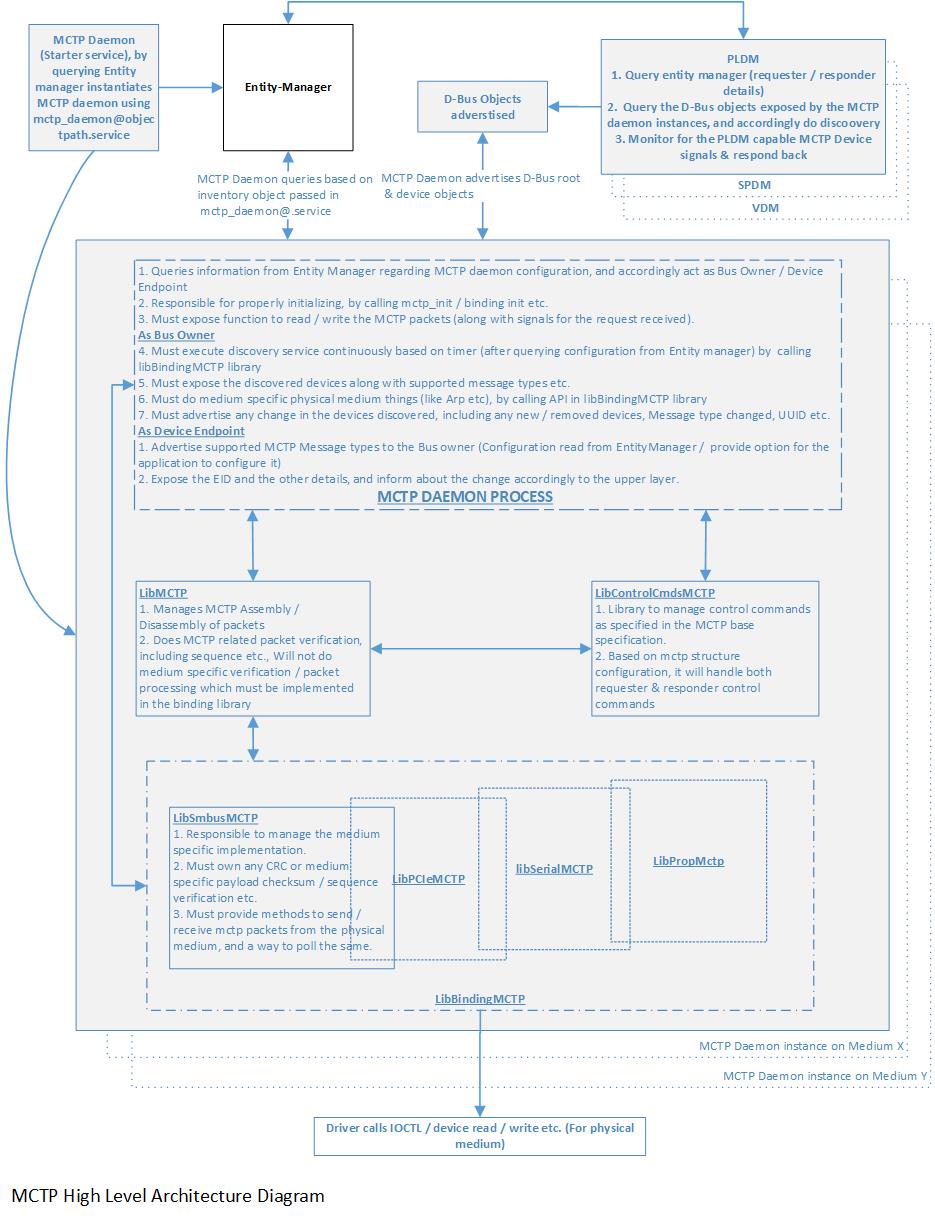 MCTP Daemon
(Starter service), by
querying Entity
manager instantiates
MCTP daemon using
mctp_daemon@objec
tpath.service
Entity-Manager
D-Bus Objects
adverstised
PLDM
1. Query entity manager (requester / responder
details)
2. Query the D-Bus objects exposed by the MCTP
daemon instances, and accordingly do discoovery
3. Monitor for the PLDM capable MCTP Device
signals & respond back
SPDM
VDM
MCTP Daemon queries based on
inventory object passed in
mctp_daemon@.service
MCTP Daemon advertises D-Bus root
& device objects
1. Queries information from Entity Manager regarding MCTP daemon configuration, and accordingly act as Bus Owner / Device
Endpoint
2. Responsible for properly initializing, by calling mctp_init / binding init etc.
3. Must expose function to read / write the MCTP packets (along with signals for the request received).
As Bus Owner
4. Must execute discovery service continuously based on timer (after querying configuration from Entity manager) by calling
libBindingMCTP library
5. Must expose the discovered devices along with supported message types etc.
6. Must do medium specific physical medium things (like Arp etc), by calling API in libBindingMCTP library
7. Must advertise any change in the devices discovered, including any new / removed devices, Message type changed, UUID etc.
As Device Endpoint
1. Advertise supported MCTP Message types to the Bus owner (Configuration read from EntityManager / provide option for the
application to configure it)
2. Expose the EID and the other details, and inform about the change accordingly to the upper layer.
MCTP DAEMON PROCESS
LibMCTP
1. Manages MCTP Assembly /
Disassembly of packets
2. Does MCTP related packet verification,
including sequence etc., Will not do
medium specific verification / packet
processing which must be implemented
in the binding library
LibControlCmdsMCTP
1. Library to manage control commands
as specified in the MCTP base
specification.
2. Based on mctp structure
configuration, it will handle both
requester & responder control
commands
LibSmbusMCTP
1. Responsible to manage the medium
specific implementation.
2. Must own any CRC or medium
specific payload checksum / sequence
verification etc.
3. Must provide methods to send /
receive mctp packets from the physical
medium, and a way to poll the same.
LibPCIeMCTP
libSerialMCTP
LibPropMctp
LibBindingMCTP
MCTP Daemon instance on Medium X
MCTP Daemon instance on Medium Y
Driver calls IOCTL / device read / write etc. (For physical
medium)
MCTP High Level Architecture Diagram